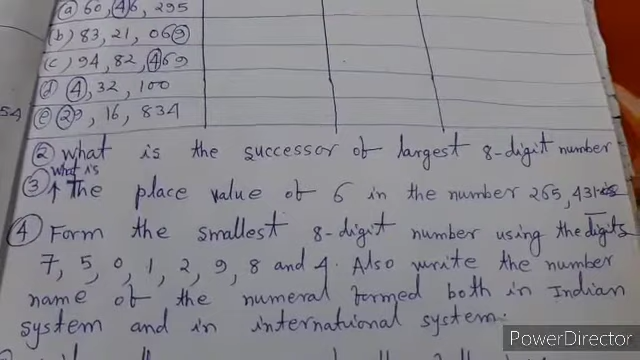 (a) 60, 46, 295
(b) 83, 21, 069
(c) 94, 82, 469
(d) 4, 32, 100
54
(e) 29, 16, 834
(2) What is the successor of largest 8-digit number
What is
(3) ↑ The place value of 6 in the number 265, 431 is
(4) Form the smallest 8-digit number using the digits
7, 5, 0, 1, 2, 9, 8 and 4. Also write the number
name of the numeral formed both in Indian
system and in international system.
PowerDirector